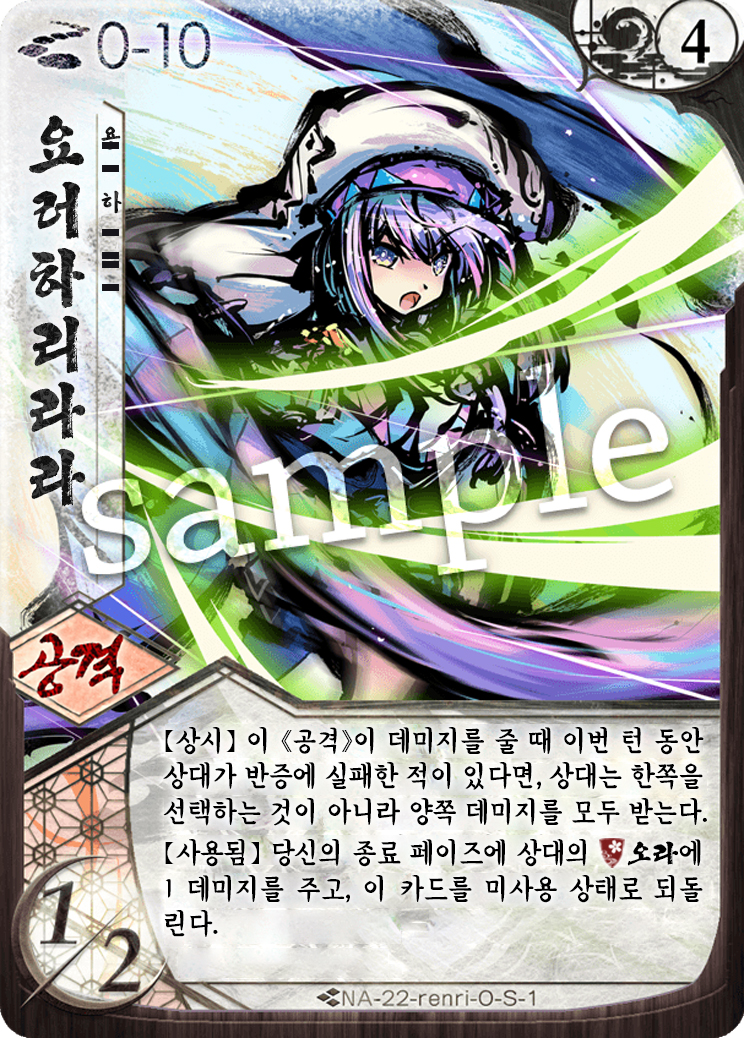 0-10
4
요러하리라라
요ㅡㅡ하ㅣㅡㅡㅡ
공격
【상시】 이 《공격》이 데미지를 줄 때 이번 턴 동안
상대가 반증에 실패한 적이 있다면, 상대는 한쪽을
선택하는 것이 아니라 양쪽 데미지를 모두 받는다.
【사용됨】 당신의 종료 페이즈에 상대의 오라에
1 데미지를 주고, 이 카드를 미사용 상태로 되돌
린다.
1/2
NA-22-renri-O-S-1
sample